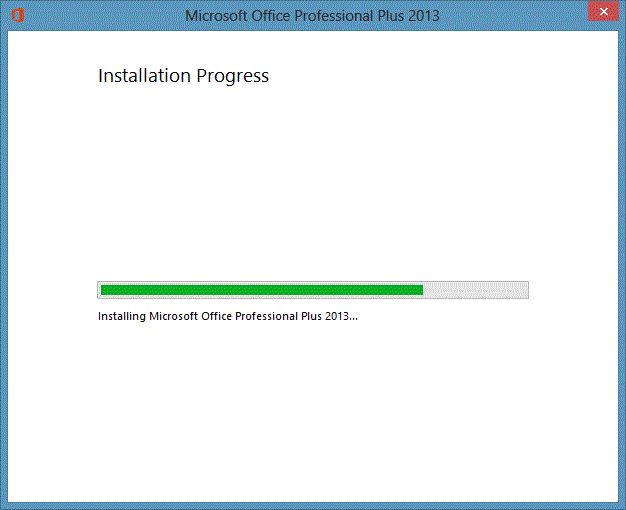 Microsoft Office Professional Plus 2013
Installation Progress
Installing Microsoft Office Professional Plus 2013...